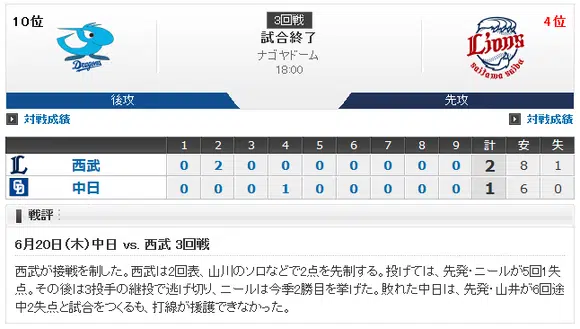 10位
3回戦
4位
試合終了
ナゴヤドーム
18:00
Dragons
Lions
saitama seibu
後攻
先攻
対戦成績
対戦成績
1 2 3 4 5 6 7 8 9 計 安 失
L 西武 0 2 0 0 0 0 0 0 0 2 8 1
CD 中日 0 0 0 1 0 0 0 0 0 1 6 0
戦評
6月20日(木)中日 vs. 西武 3回戦
西武が接戦を制した。西武は2回表、山川のソロなどで2点を先制する。投げては、先発・ニールが5回1失
点。その後は3投手の継投で逃げ切り、ニールは今季2勝目を挙げた。敗れた中日は、先発・山井が6回途
中2失点と試合をつくるも、打線が援護できなかった。